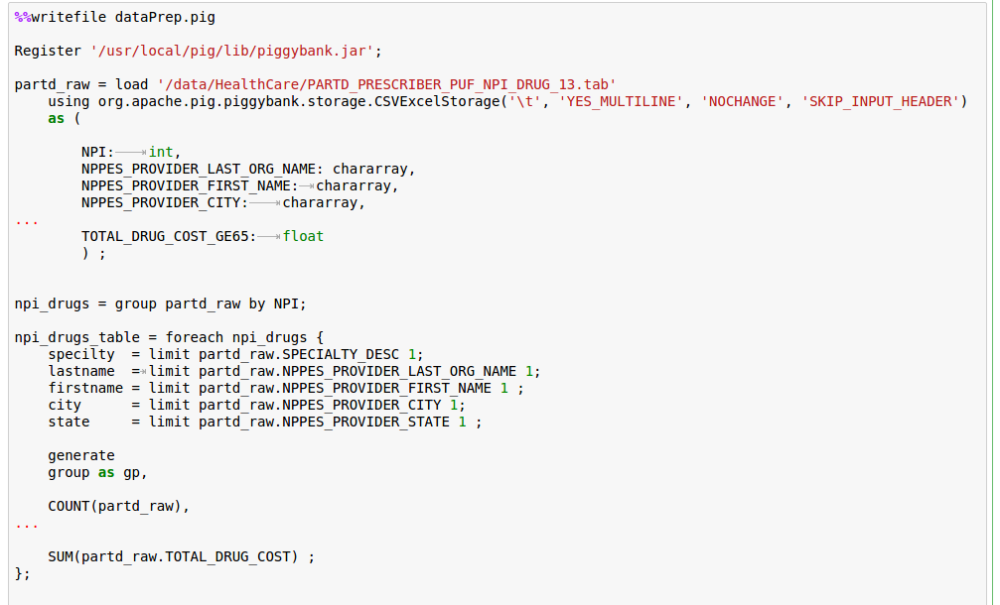 %%writefile dataPrep.pig
Register '/usr/local/pig/lib/piggybank.jar';
partd_raw = load '/data/HealthCare/PARTD_PRESCRIBER_PUF_NPI_DRUG_13.tab'
using org.apache.pig.piggybank.storage.CSVExcelStorage('\t', 'YES_MULTILINE', 'NOCHANGE', 'SKIP_INPUT_HEADER')
as (
NPI: int,
NPPES_PROVIDER_LAST_ORG_NAME: chararray,
NPPES_PROVIDER_FIRST_NAME: chararray,
NPPES_PROVIDER_CITY: chararray,
...
TOTAL_DRUG_COST_GE65: float
) ;
npi_drugs = group partd_raw by NPI;
npi_drugs_table = foreach npi_drugs {
specilty = limit partd_raw.SPECIALTY_DESC 1;
lastname = limit partd_raw.NPPES_PROVIDER_LAST_ORG_NAME 1;
firstname = limit partd_raw.NPPES_PROVIDER_FIRST_NAME 1 ;
city = limit partd_raw.NPPES_PROVIDER_CITY 1;
state = limit partd_raw.NPPES_PROVIDER_STATE 1 ;
generate
group as gp,
COUNT(partd_raw),
...
SUM(partd_raw.TOTAL_DRUG_COST) ;
};